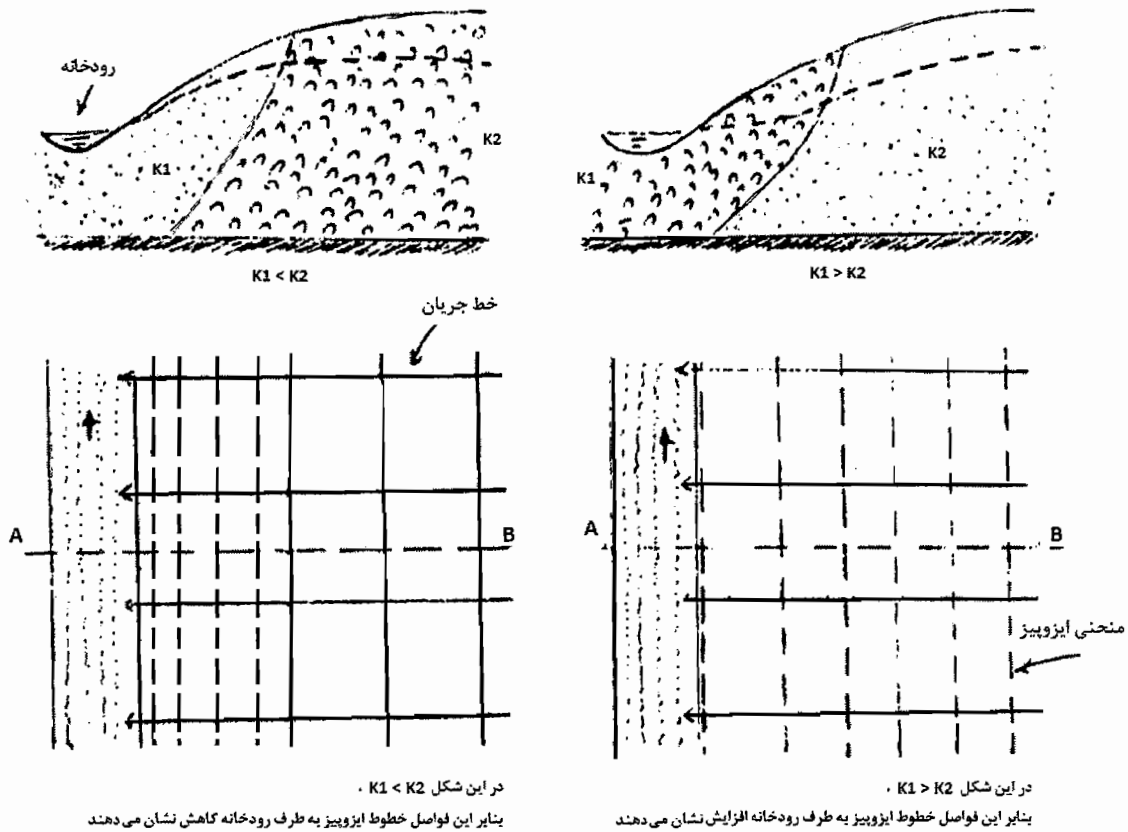 رودخانه
K1
K2
K1 < K2
K1
K2
K1 > K2
خط جریان
A
B
A
B
منحنی ایزوپیز
در این شکل K1 < K2 .
بنابر این فواصل خطوط ایزوپیز به طرف رودخانه کاهش نشان می دهند
در این شکل K1 > K2 .
بنابر این فواصل خطوط ایزوپیز به طرف رودخانه افزایش نشان می دهند